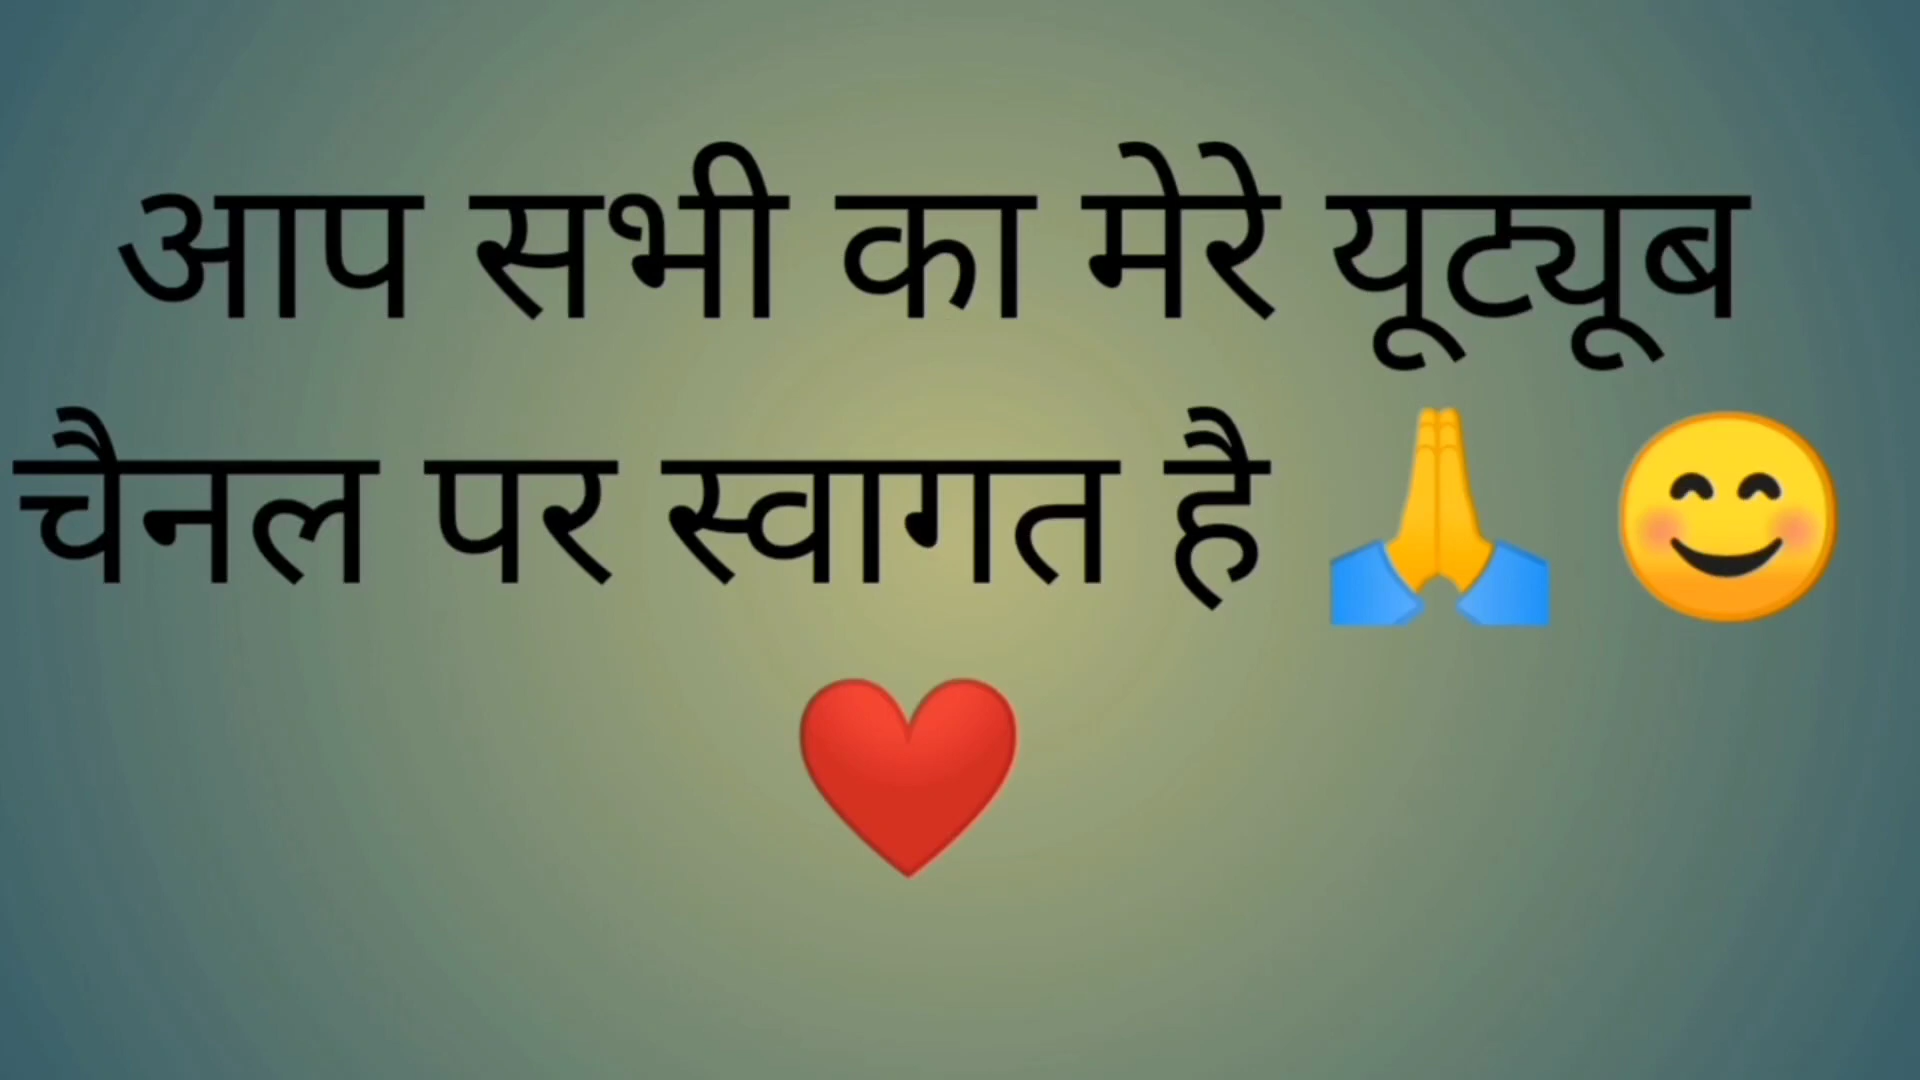 आप सभी का मेरे यूट्यूब
चैनल पर स्वागत है 🙏 😊
❤️